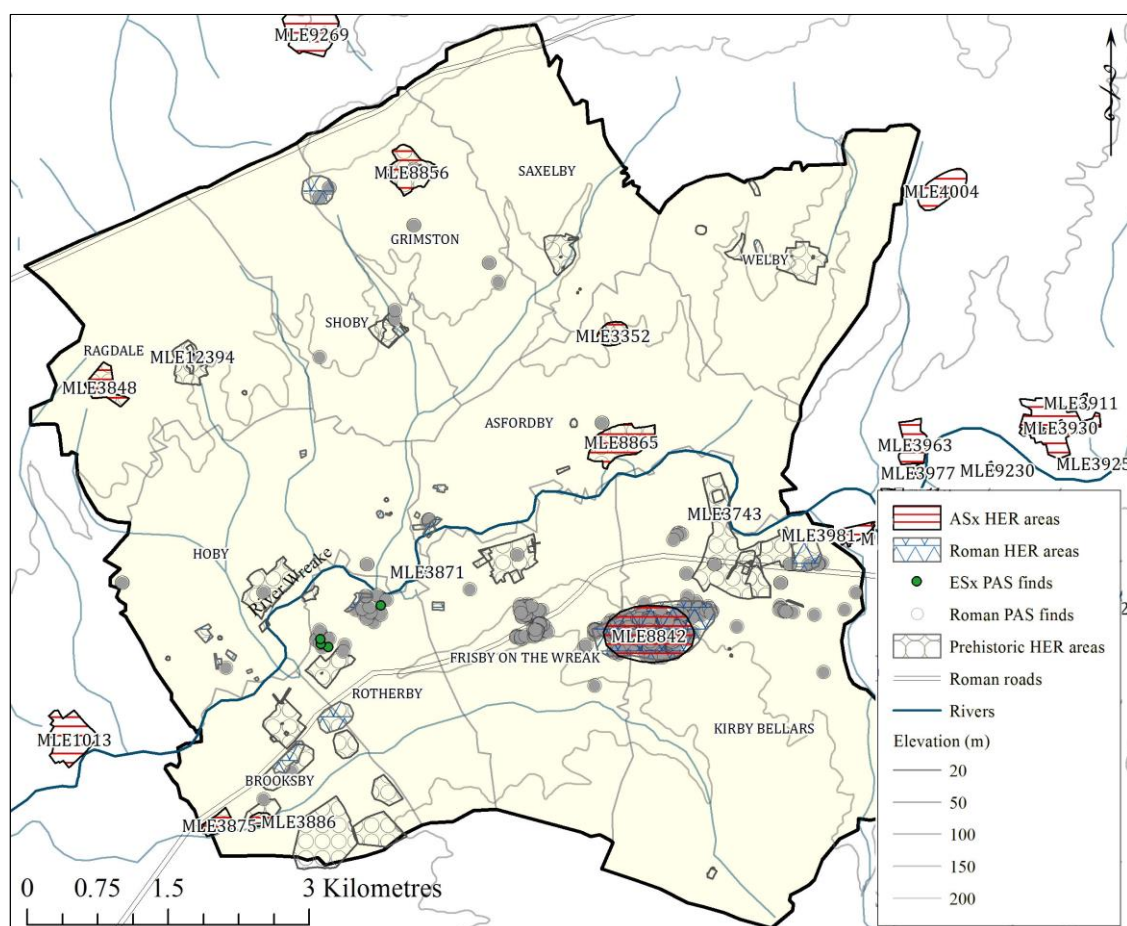 MLE9269
MLE8856
SAXELBY
MLE4004
GRIMSTON
WELBY
SHOBY
MLE3352
RAGDALE
MLE12394
MLE3848
ASFORDBY
MLE8865
MLE3911
MLE3930
MLE3963
MLE3977
MLE9230
MLE3925
MLE3743
MLE3981
HOBY
River Wreake
MLE3871
MLE8842
FRISBY ON THE WREAK
ROTHERBY
KIRBY BELLARS
MLE1013
BROOKSBY
MLE3875
MLE3886
0 0.75 1.5 3 Kilometres
ASx HER areas
Roman HER areas
ESx PAS finds
Roman PAS finds
Prehistoric HER areas
Roman roads
Rivers
Elevation (m)
20
50
100
150
200